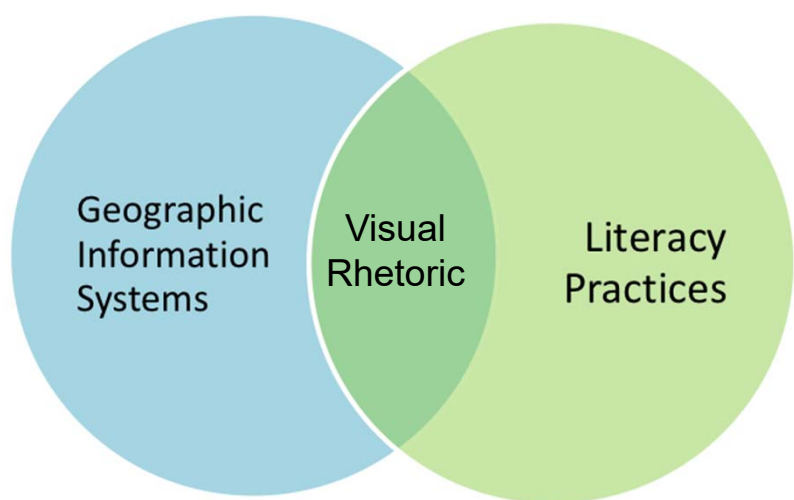 Geographic
Information
Systems
Visual
Rhetoric
Literacy
Practices